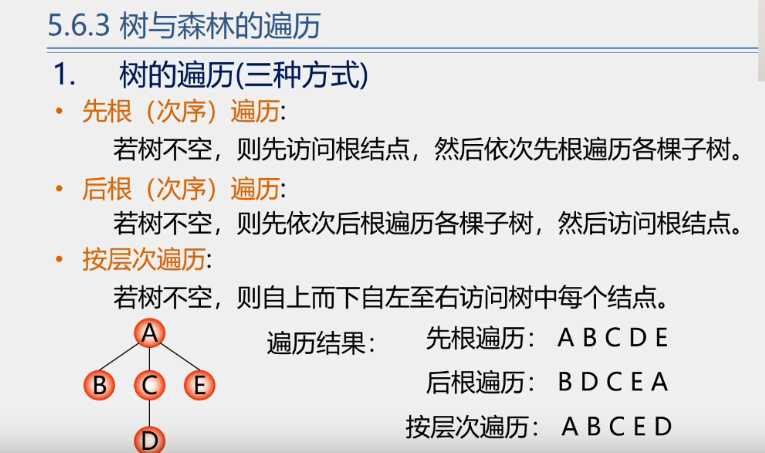 5.6.3 树与森林的遍历
1. 树的遍历(三种方式)
• 先根（次序）遍历:
若树不空，则先访问根结点，然后依次先根遍历各棵子树。
• 后根（次序）遍历:
若树不空，则先依次后根遍历各棵子树，然后访问根结点。
• 按层次遍历:
若树不空，则自上而下自左至右访问树中每个结点。
A
B C E
D
遍历结果：
先根遍历： A B C D E
后根遍历： B D C E A
按层次遍历： A B C E D